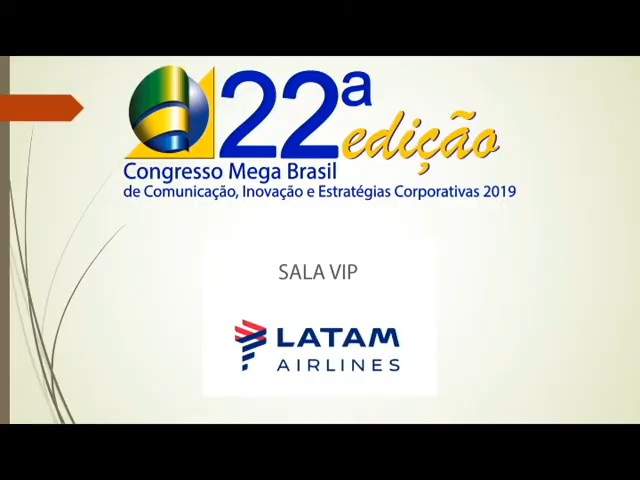 22ª
edição
Congresso Mega Brasil
de Comunicação, Inovação e Estratégias Corporativas 2019
SALA VIP
LATAM
AIRLINES